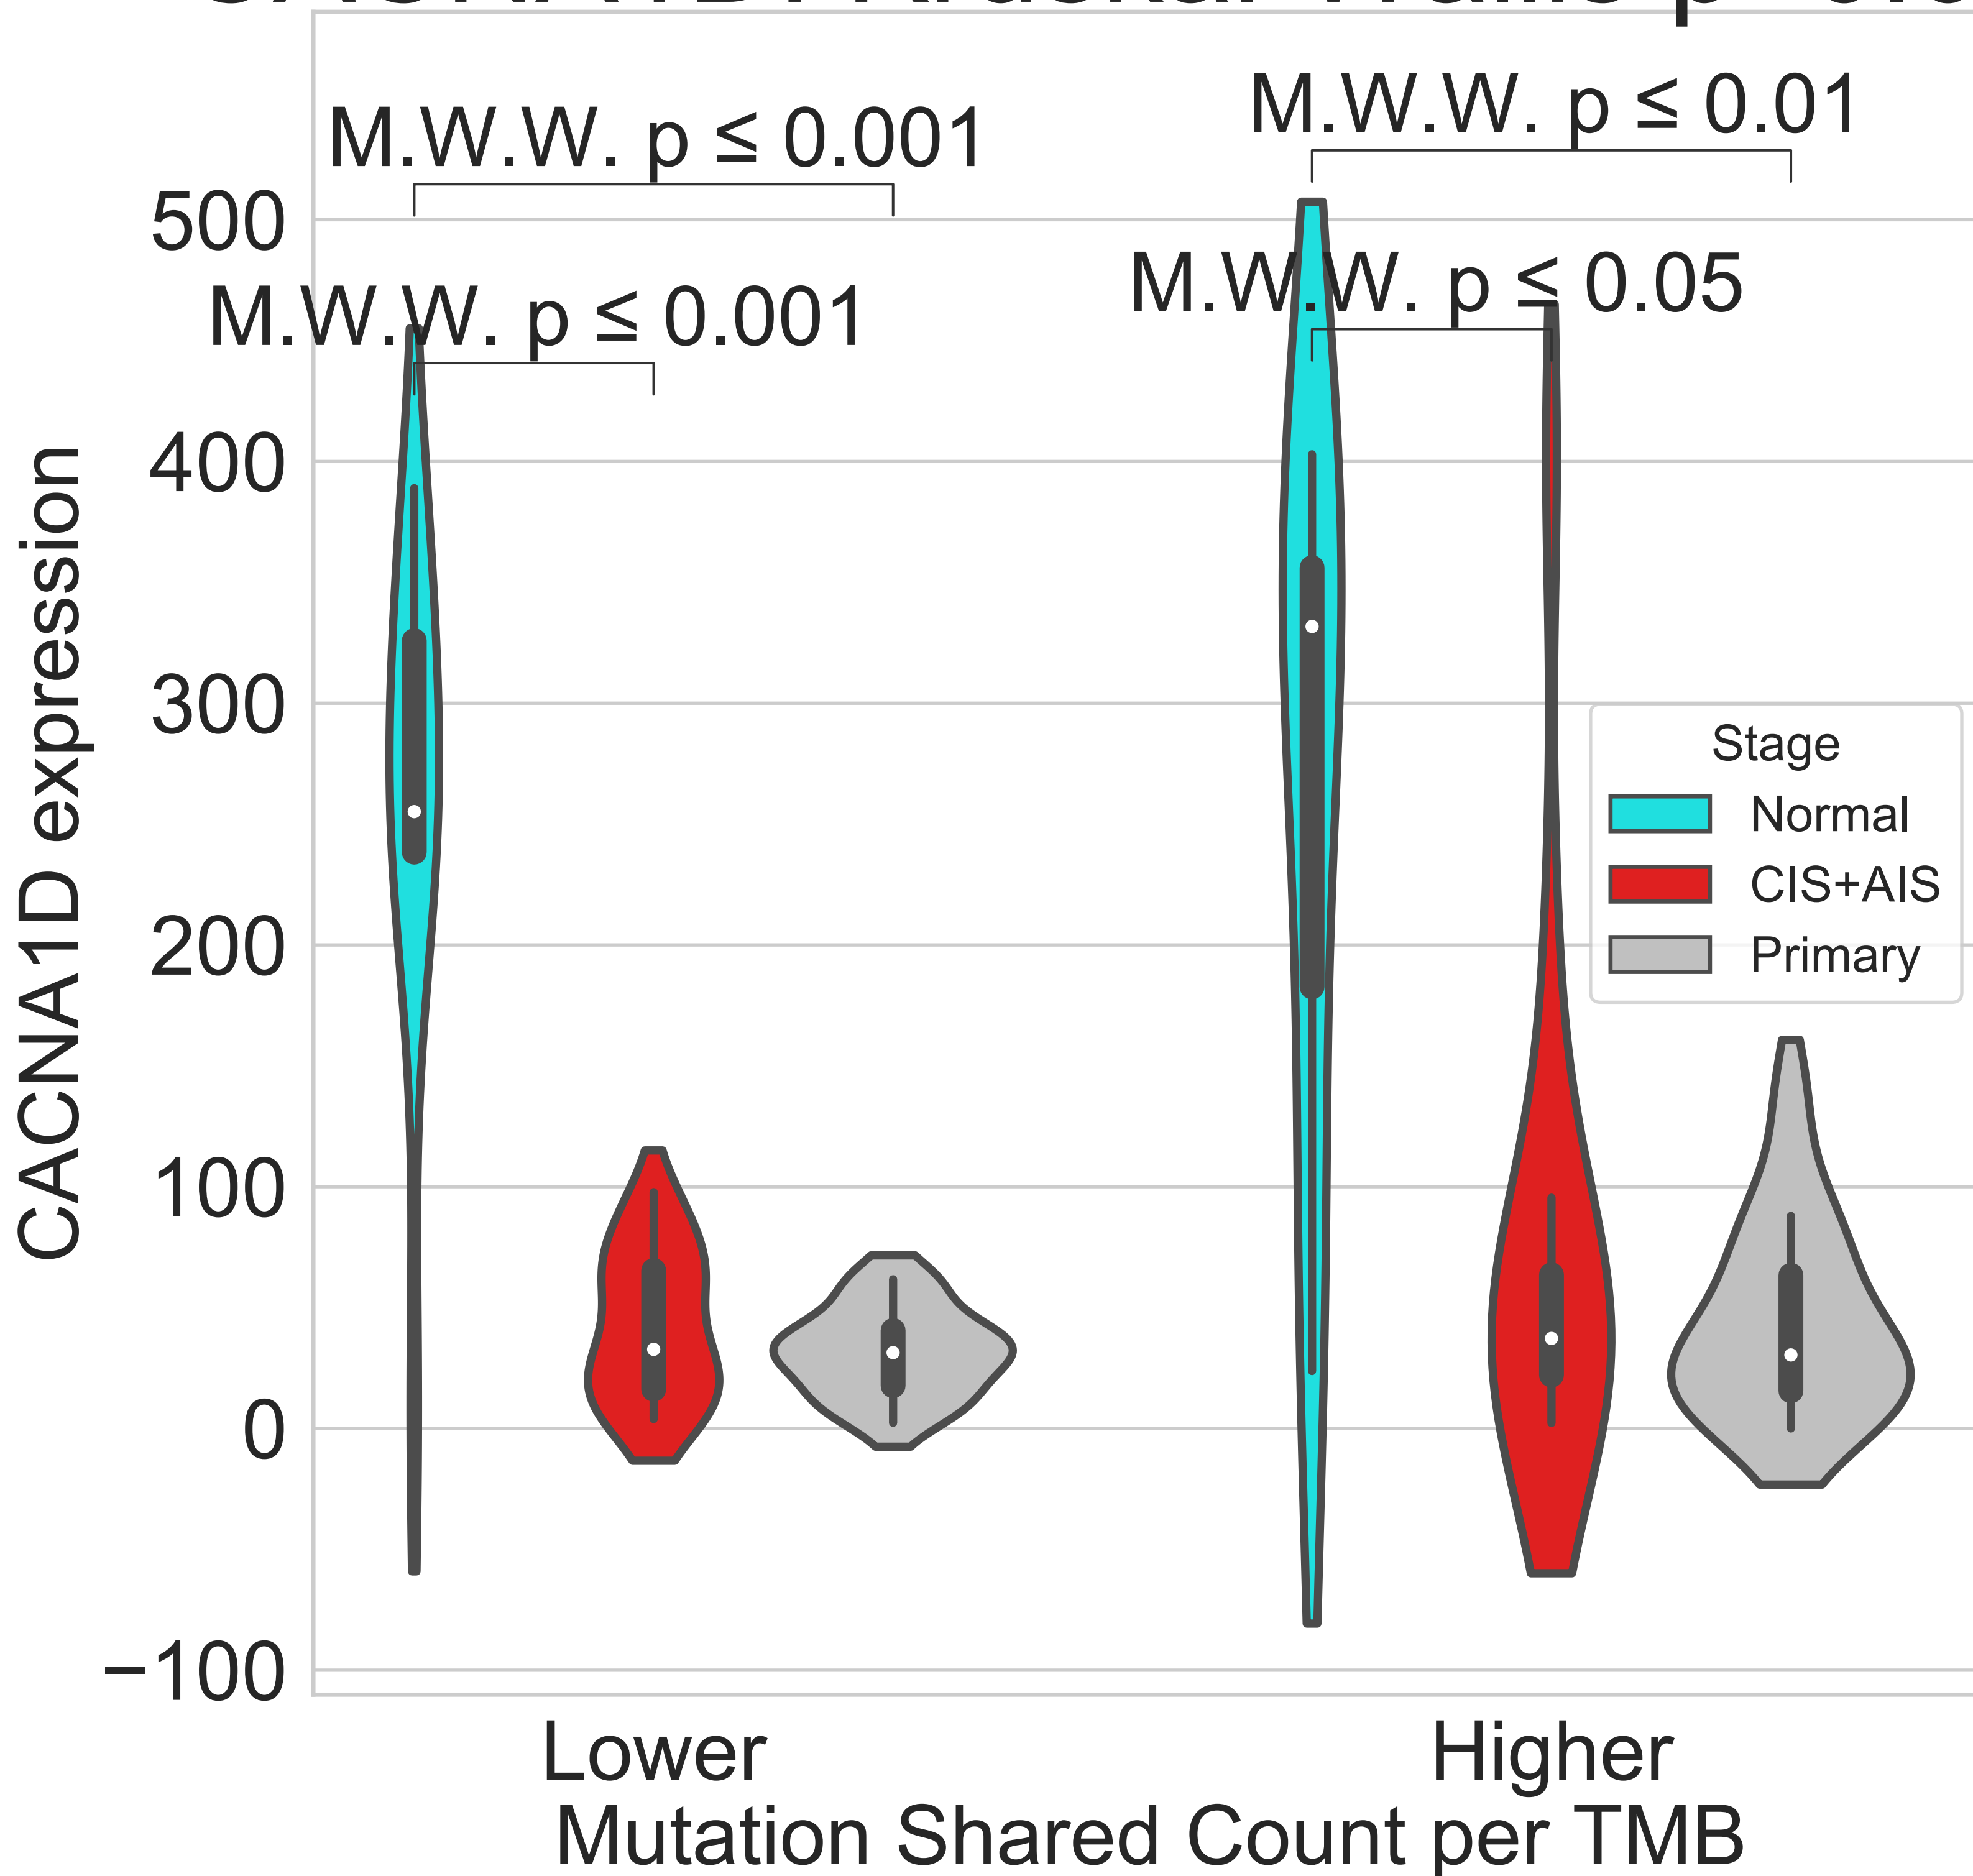 M.W.W. p ≤ 0.01
M.W.W. p ≤ 0.001
M.W.W. p ≤ 0.05
M.W.W. p ≤ 0.001
CACNA1D expression
500
400
300
200
100
0
−100
Stage
Normal
CIS+AIS
Primary
Lower
Higher
Mutation Shared Count per TMB